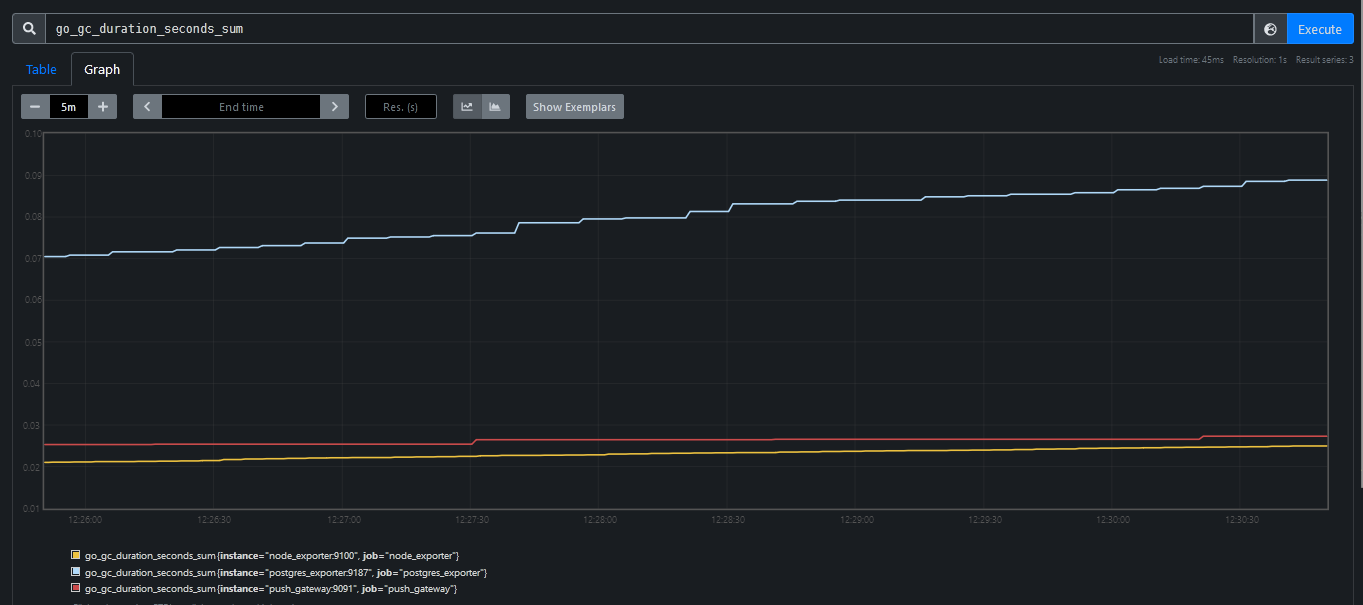 go_gc_duration_seconds_sum
Execute
Table
Graph
Load time: 45ms Resolution: 1s Result series: 3
5m
End time
Res. (s)
Show Exemplars
0.10
0.09
0.08
0.07
0.06
0.05
0.04
0.03
0.02
0.01
12:26:00 12:26:30 12:27:00 12:27:30 12:28:00 12:28:30 12:29:00 12:29:30 12:30:00 12:30:30
go_gc_duration_seconds_sum{instance="node_exporter:9100", job="node_exporter"}
go_gc_duration_seconds_sum{instance="postgres_exporter:9187", job="postgres_exporter"}
go_gc_duration_seconds_sum{instance="push_gateway:9091", job="push_gateway"}